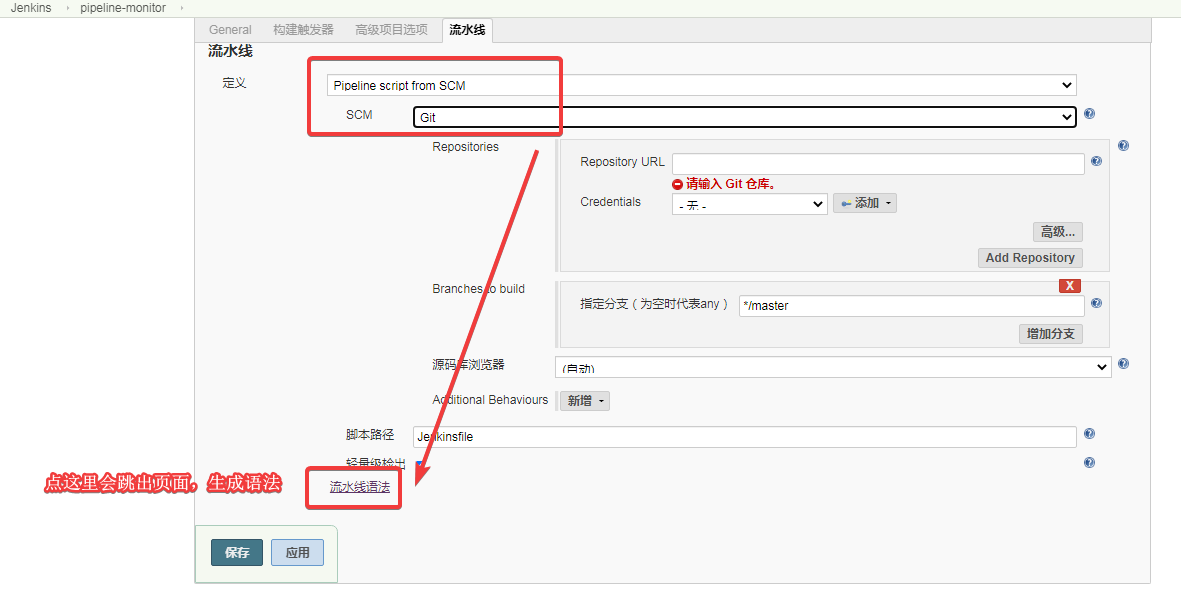 Jenkins › pipeline-monitor ›
General 构建触发器 高级项目选项 流水线
流水线
定义
Pipeline script from SCM
SCM
Git
Repositories
Repository URL
请输入 Git 仓库。
Credentials
- 无 -
添加
高级...
Add Repository
Branches to build
X
指定分支（为空时代表any）
*/master
增加分支
源码库浏览器
(自动)
Additional Behaviours
新增
脚本路径
Jenkinsfile
轻量级检出
点这里会跳出页面，生成语法
流水线语法
保存 应用